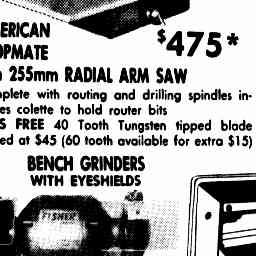 ERICAN
OPMATE
$475*
255mm RADIAL ARM SAW
plete with routing and drilling spindles in-
es colette to hold router bits
S FREE 40 Tooth Tungsten tipped blade
ed at $45 (60 tooth available for extra $15)
BENCH GRINDERS
WITH EYESHIELDS
FISHER